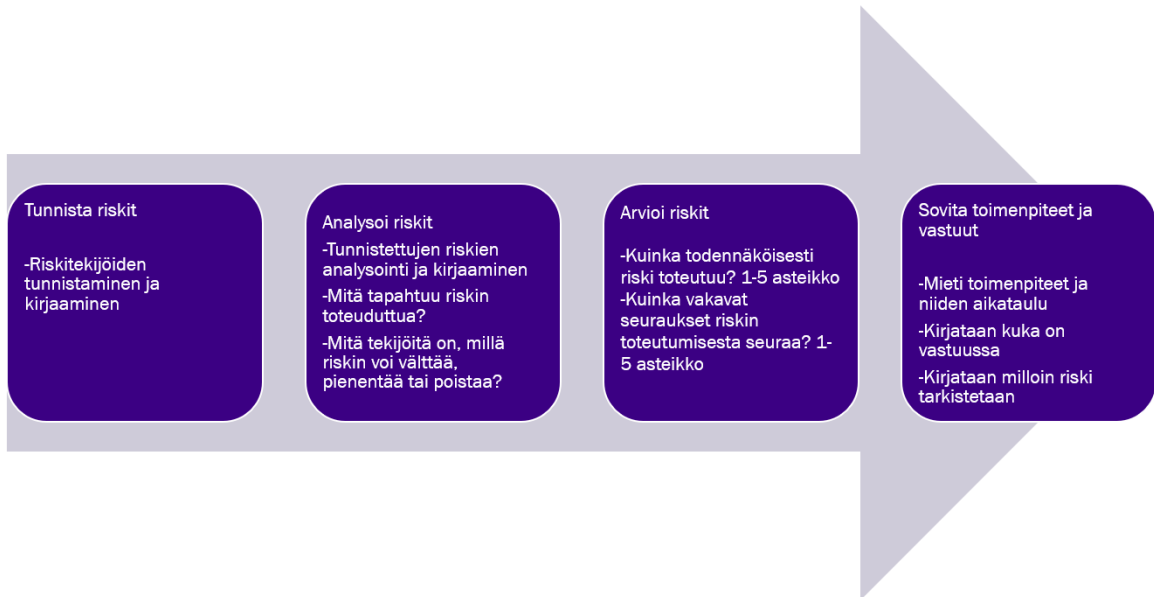 Tunnista riskit
-Riskitekijöiden
tunnistaminen ja
kirjaaminen
Analysoi riskit
-Tunnistettujen riskien
analysointi ja kirjaaminen
-Mitä tapahtuu riskin
toteuduttua?
-Mitä tekijöitä on, millä
riskin voi välttää,
pienentää tai poistaa?
Arvioi riskit
-Kuinka todennäköisesti
riski toteutuu? 1-5 asteikko
-Kuinka vakavat
seuraukset riskin
toteutumisesta seuraa? 1-
5 asteikko
Sovita toimenpiteet ja
vastuut
-Mieti toimenpiteet ja
niiden aikataulu
-Kirjataan kuka on
vastuussa
-Kirjataan milloin riski
tarkistetaan